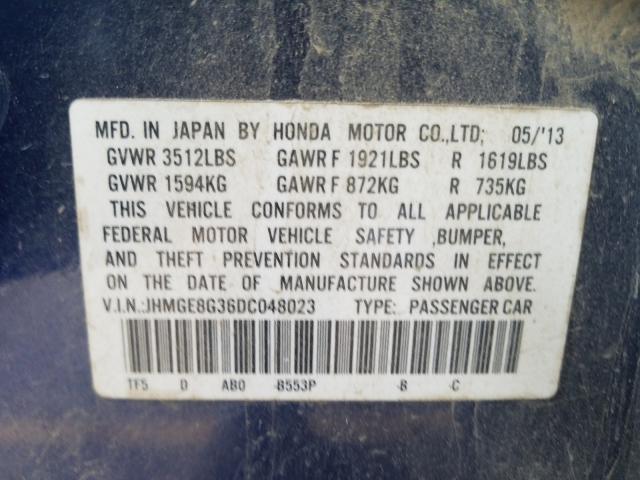 MFD. IN JAPAN BY HONDA MOTOR CO.,LTD; 05/'13
GVWR 3512LBS GAWR F 1921LBS R 1619LBS
GVWR 1594KG GAWR F 872KG R 735KG
THIS VEHICLE CONFORMS TO ALL APPLICABLE
FEDERAL MOTOR VEHICLE SAFETY ,BUMPER,
AND THEFT PREVENTION STANDARDS IN EFFECT
ON THE DATE OF MANUFACTURE SHOWN ABOVE.
V.I.N.:JHMGE8G36DC048023 TYPE: PASSENGER CAR
TF5 D AB0 -B553P -B -C